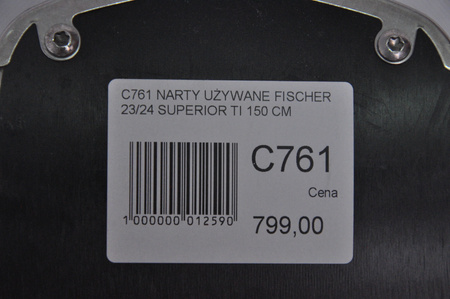 C761 NARTY UŻYWANE FISCHER
23/24 SUPERIOR TI 150 CM
C761
Cena
799,00
1 000000 012590